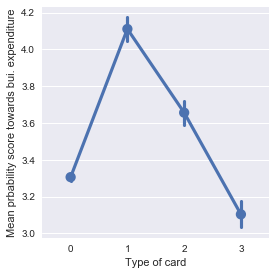 Mean prbability score towards bui. expenditure
4.2
4.0
3.8
3.6
3.4
3.2
3.0
0 1 2 3
Type of card